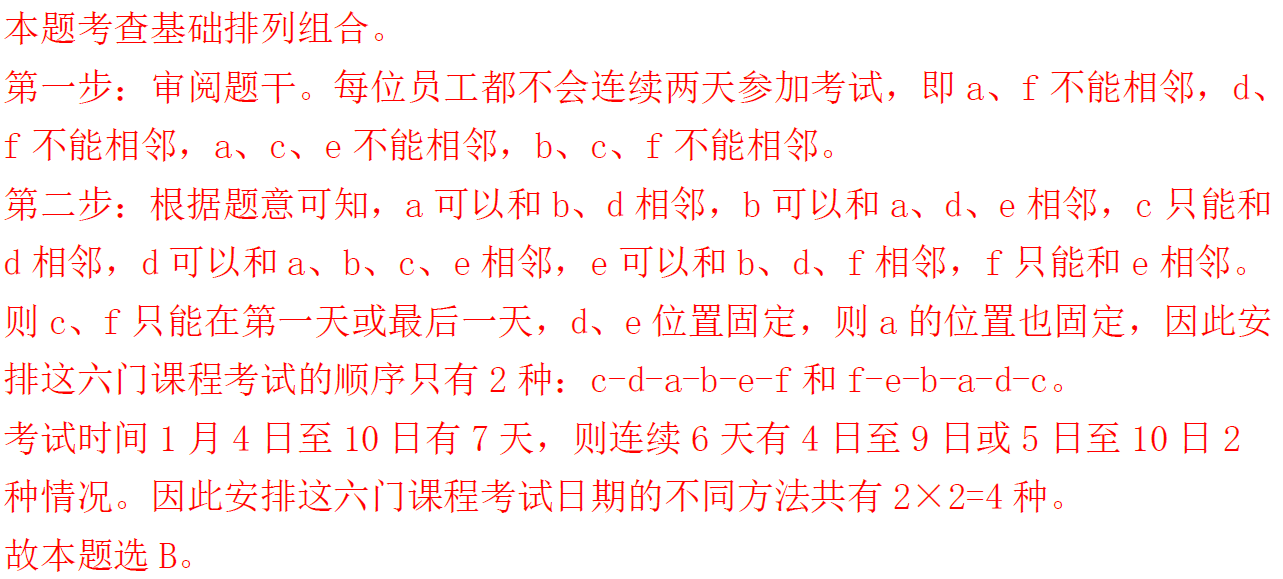 本题考查基础排列组合。
第一步：审阅题干。每位员工都不会连续两天参加考试，即 a、f 不能相邻，d、
f 不能相邻，a、c、e 不能相邻，b、c、f 不能相邻。
第二步：根据题意可知，a 可以和 b、d 相邻，b 可以和 a、d、e 相邻，c 只能和
d 相邻，d 可以和 a、b、c、e 相邻，e 可以和 b、d、f 相邻，f 只能和 e 相邻。
则 c、f 只能在第一天或最后一天，d、e 位置固定，则 a 的位置也固定，因此安
排这六门课程考试的顺序只有 2 种：c-d-a-b-e-f 和 f-e-b-a-d-c。
考试时间 1 月 4 日至 10 日有 7 天，则连续 6 天有 4 日至 9 日或 5 日至 10 日 2
种情况。因此安排这六门课程考试日期的不同方法共有 2×2=4 种。
故本题选 B。